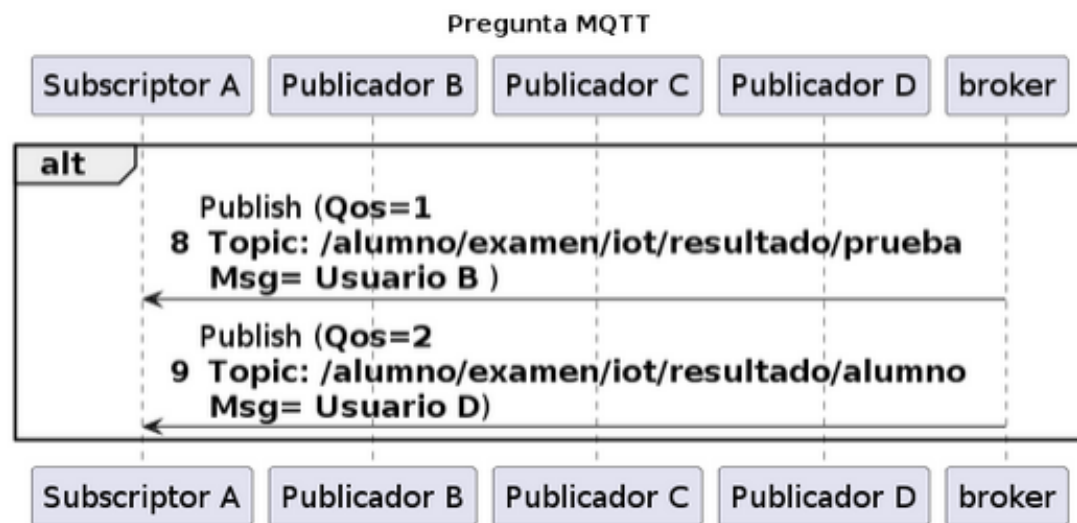 Pregunta MQTT
Subscriptor A Publicador B Publicador C Publicador D broker
alt
Publish (Qos=1
8 Topic: /alumno/examen/iot/resultado/prueba
Msg= Usuario B )
Publish (Qos=2
9 Topic: /alumno/examen/iot/resultado/alumno
Msg= Usuario D)
Subscriptor A Publicador B Publicador C Publicador D broker